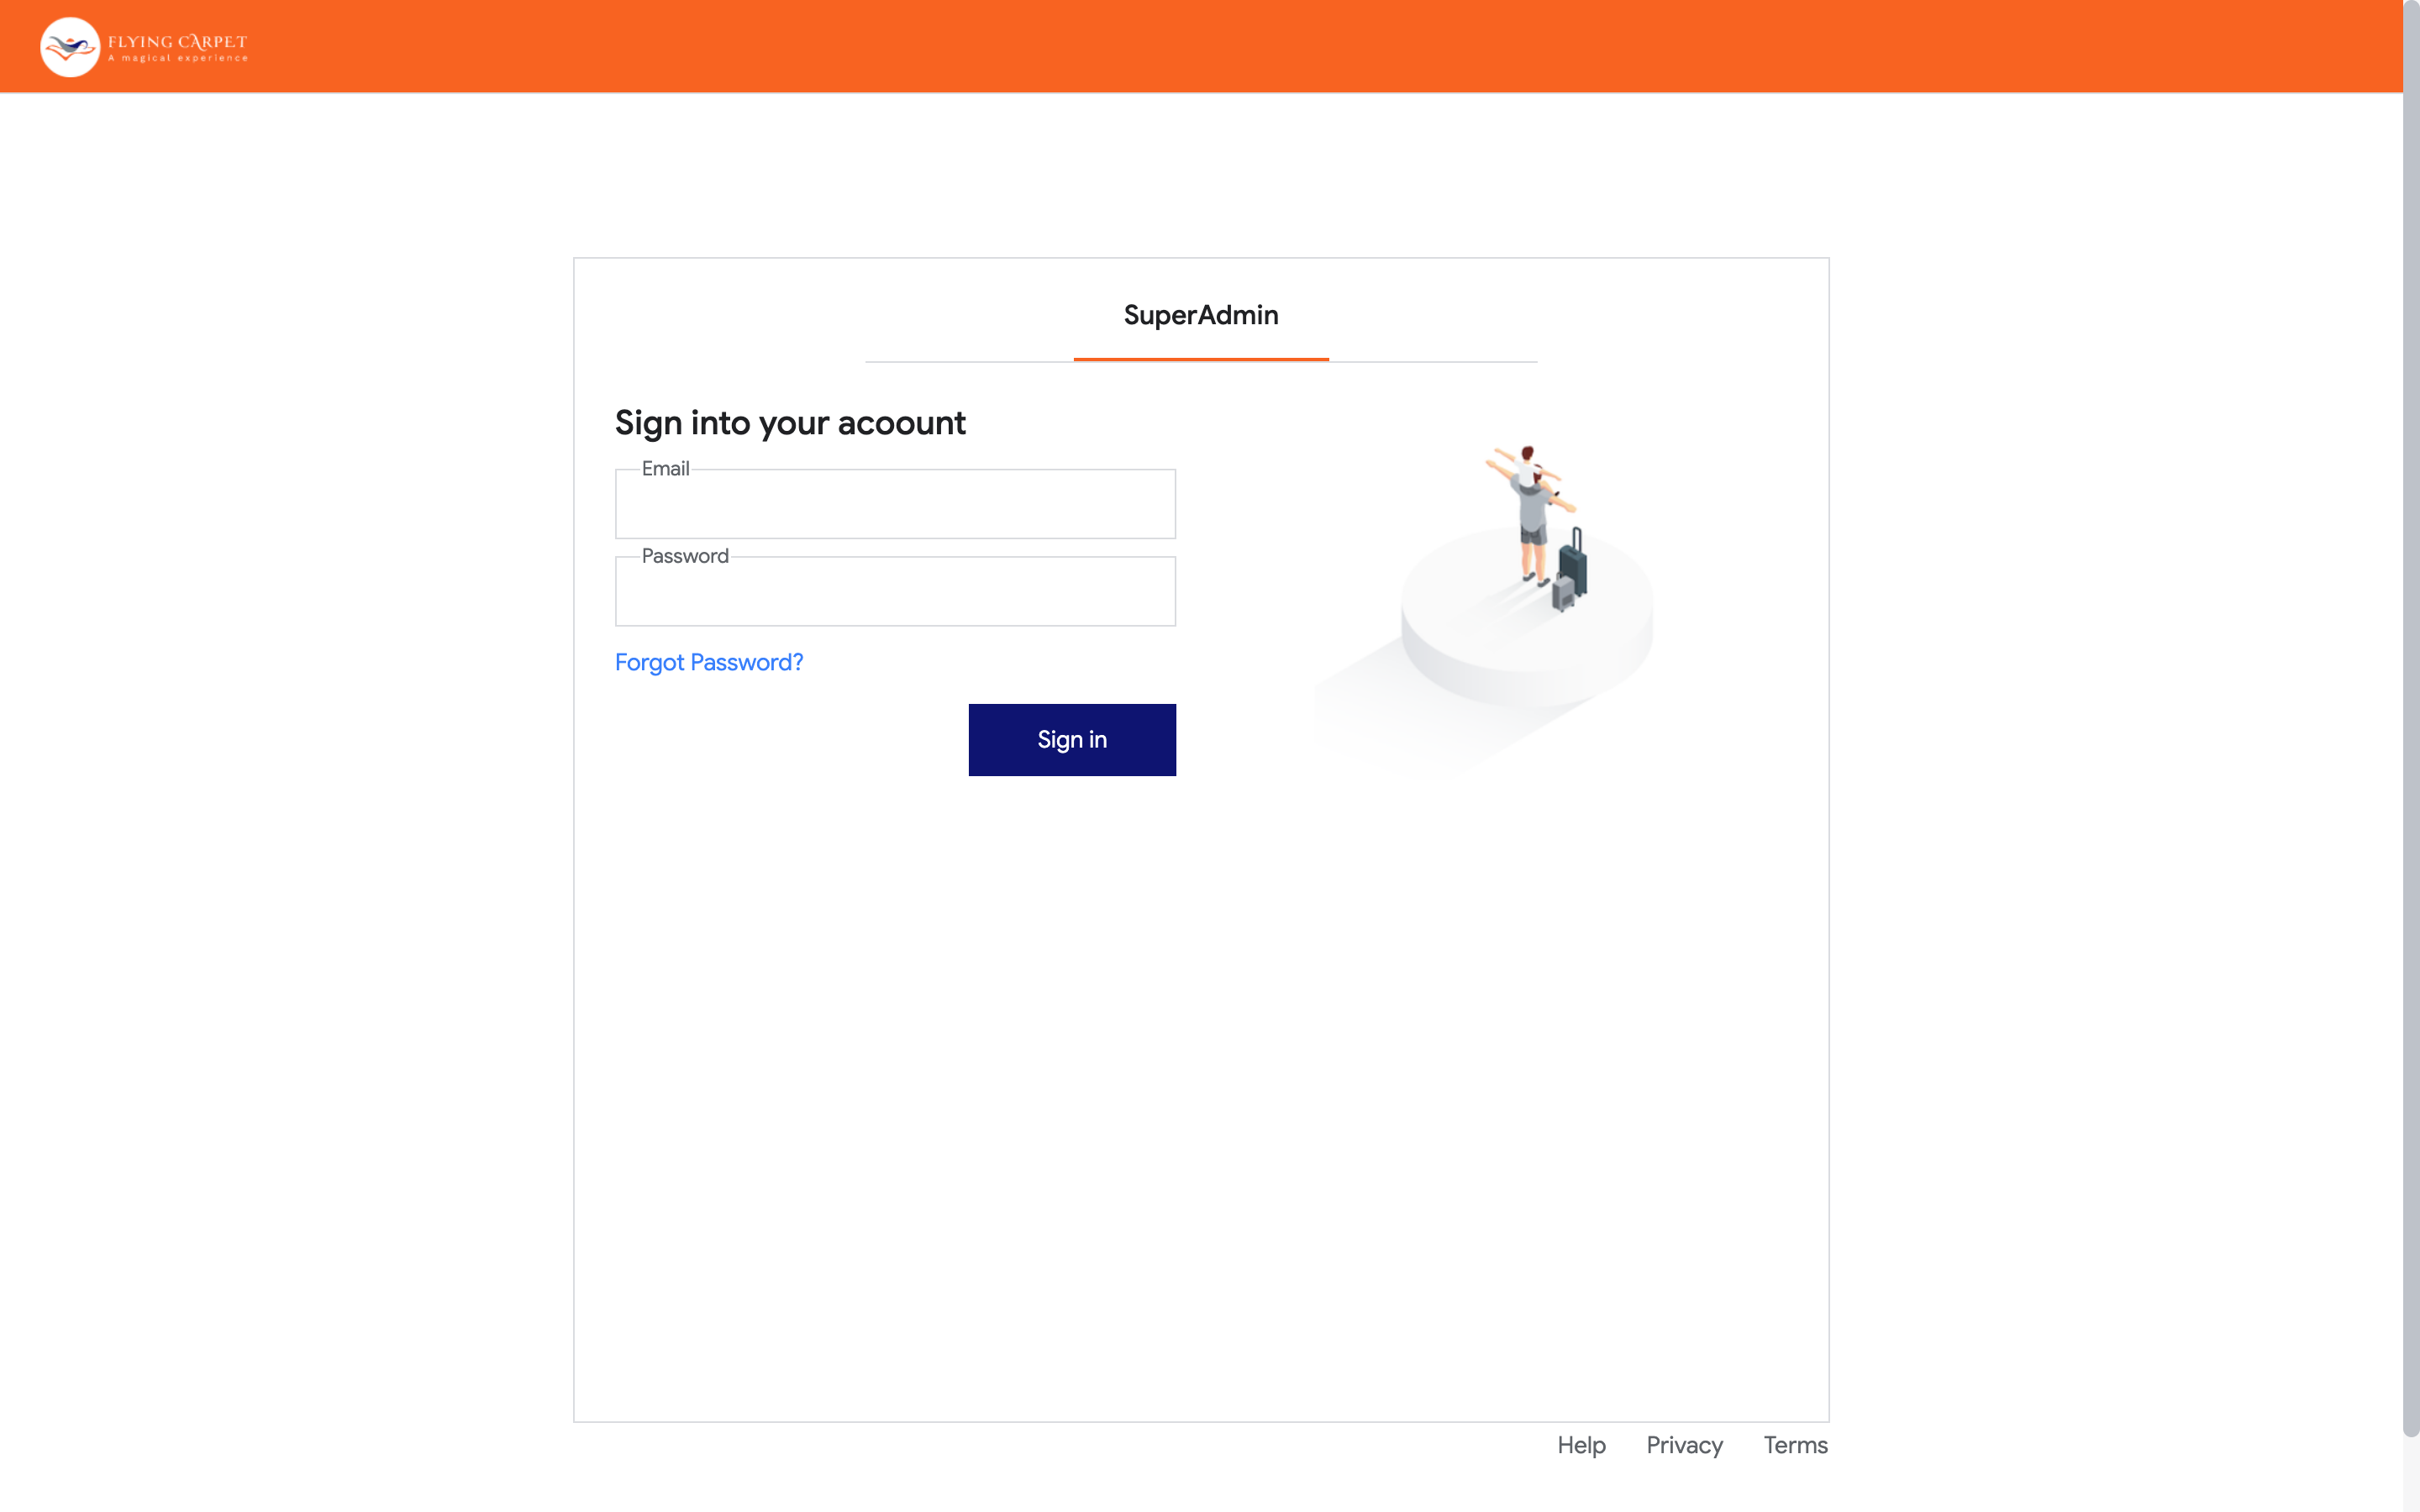 FLYING CARPET
A magical experience
SuperAdmin
Sign into your acoount
Email
Password
Forgot Password?
Sign in
Help Privacy Terms